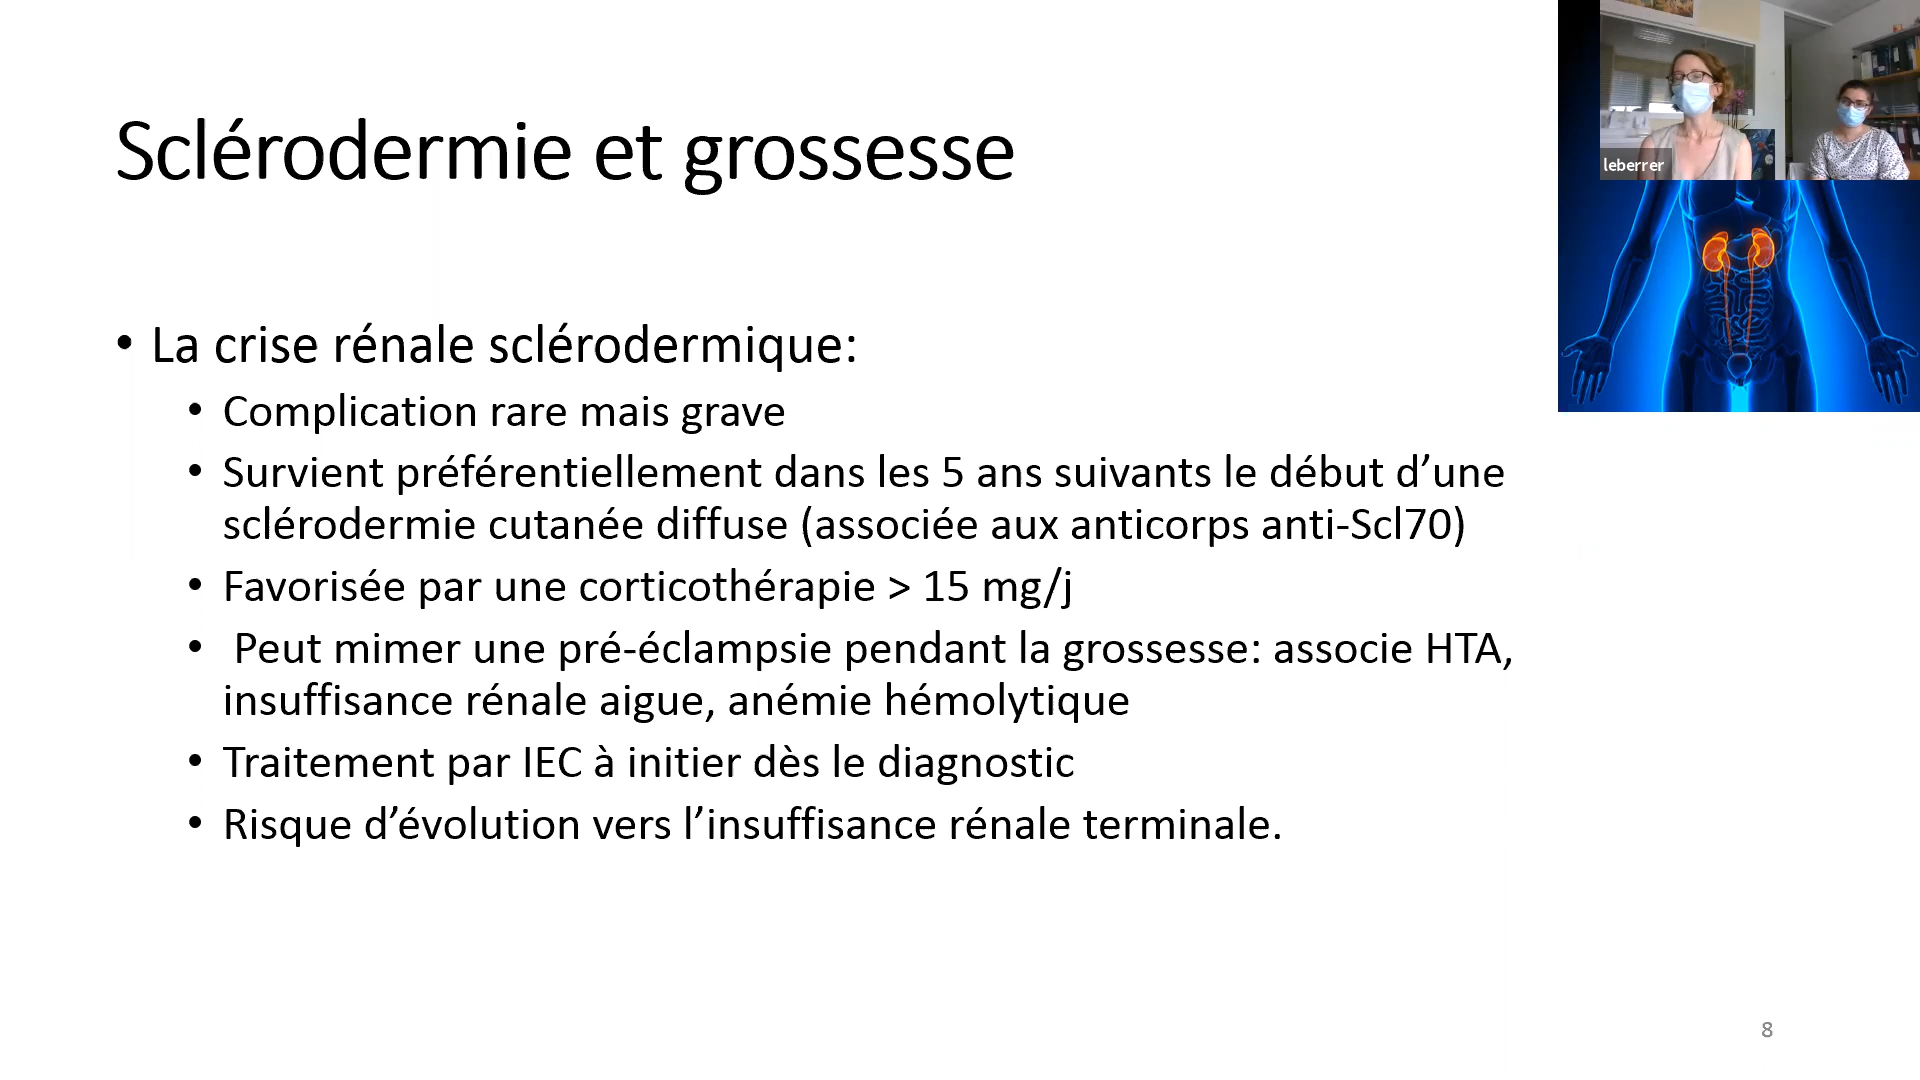 Sclérodermie et grossesse
leberrer
• La crise rénale sclérodermique:
• Complication rare mais grave
• Survient préférentiellement dans les 5 ans suivants le début d’une
sclérodermie cutanée diffuse (associée aux anticorps anti-Scl70)
• Favorisée par une corticothérapie > 15 mg/j
• Peut mimer une pré-éclampsie pendant la grossesse: associe HTA,
insuffisance rénale aigue, anémie hémolytique
• Traitement par IEC à initier dès le diagnostic
• Risque d’évolution vers l’insuffisance rénale terminale.
8